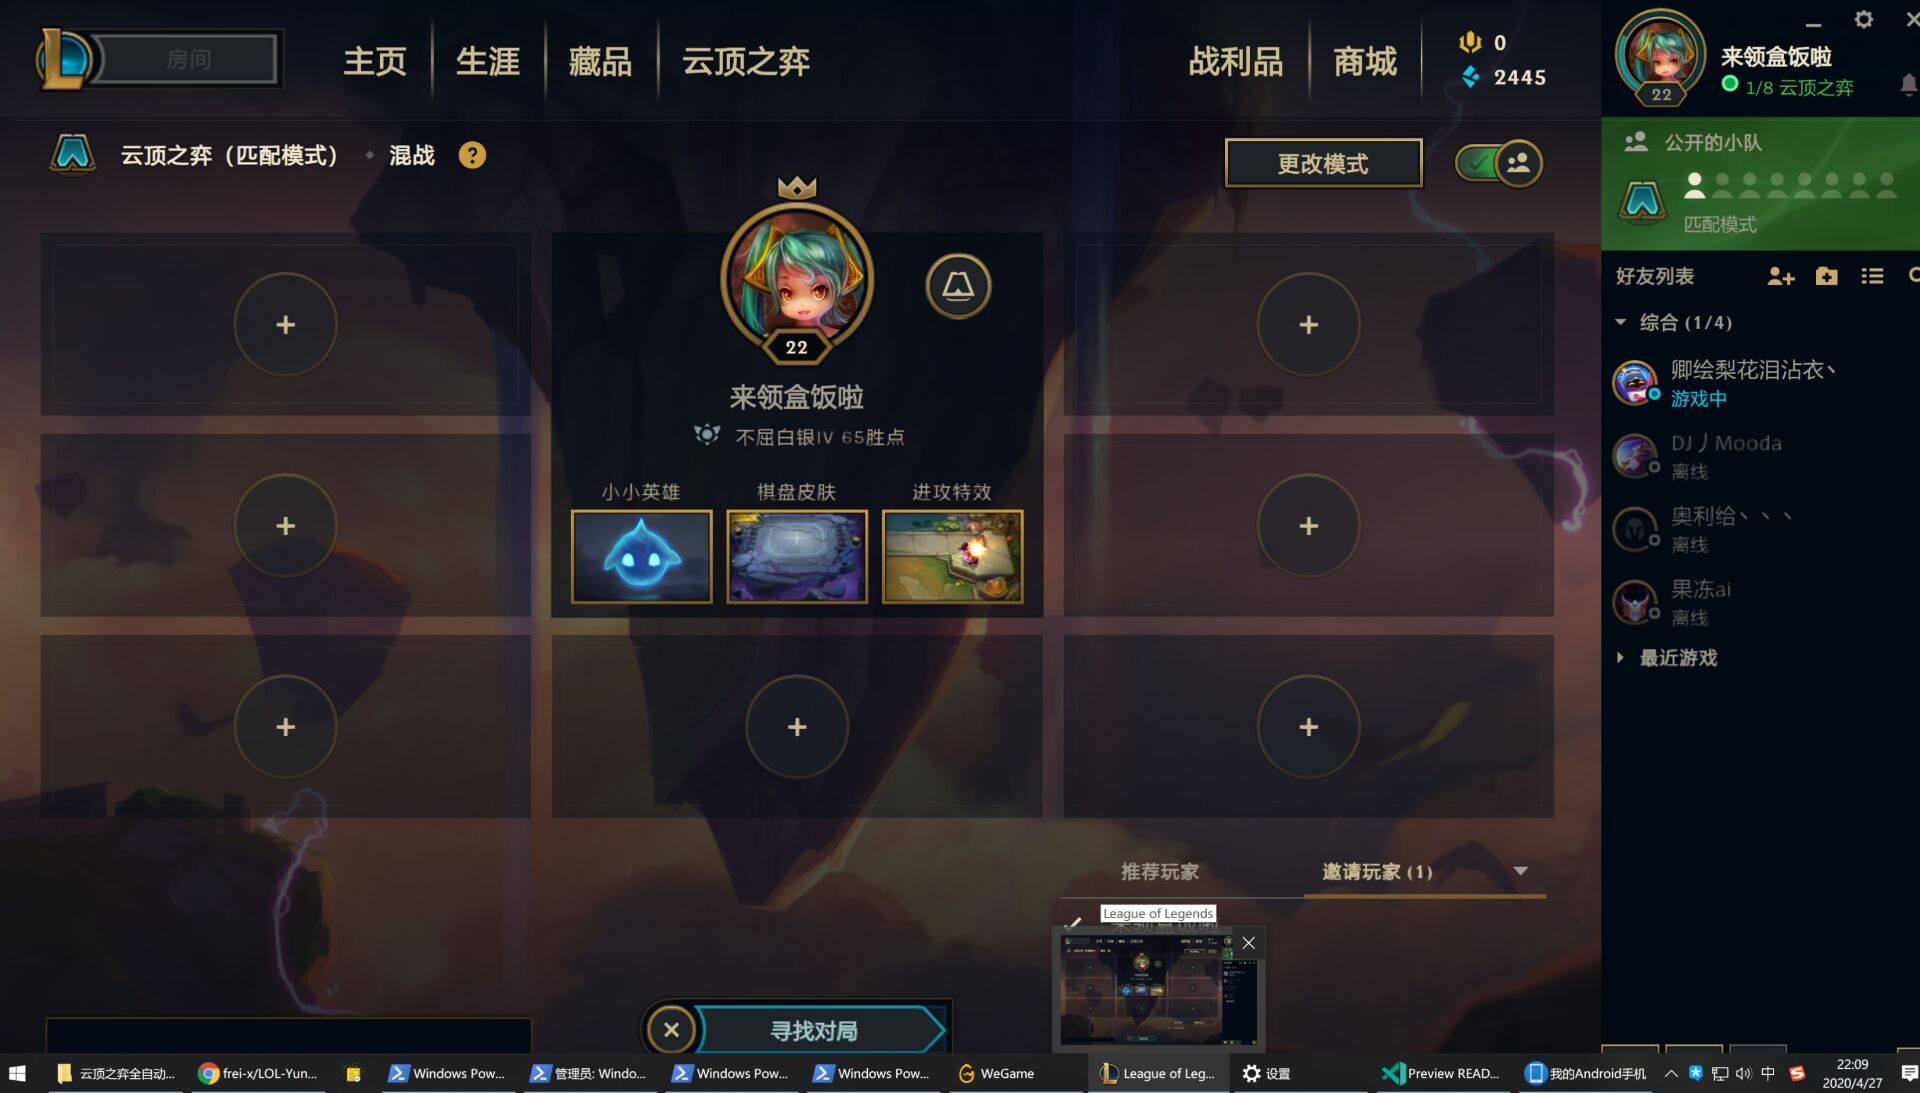 房间
主页
生涯
藏品
云顶之弈
战利品
商城
0
2445
22
来领盒饭啦
1/8 云顶之弈
云顶之弈（匹配模式）
混战
?
更改模式
公开的小队
匹配模式
好友列表
综合 (1/4)
卿绘梨花泪沾衣丶
游戏中
DJ丿Mooda
离线
奥利给丶丶丶
离线
果冻ai
离线
最近游戏
22
来领盒饭啦
不屈白银IV 65胜点
小小英雄
棋盘皮肤
进攻特效
推荐玩家
邀请玩家 (1)
League of Legends
来领盒饭啦
寻找对局
云顶之弈全自动...
frei-x/LOL-Yun...
Windows Pow...
管理员: Windo...
Windows Pow...
Windows Pow...
WeGame
League of Leg...
设置
Preview READ...
我的Android手机
中
22:09
2020/4/27